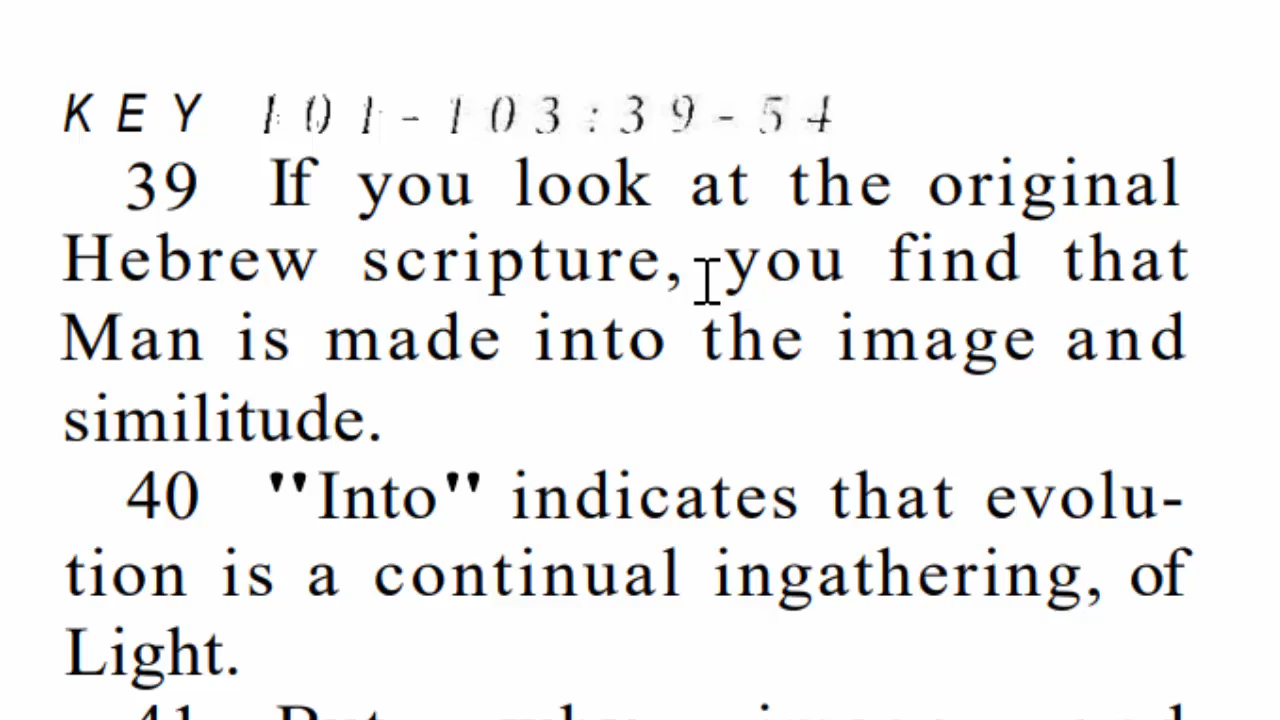 KEY 101-103:39-54
39 If you look at the original
Hebrew scripture, you find that
Man is made into the image and
similitude.
40 "Into" indicates that evolu-
tion is a continual ingathering, of
Light.